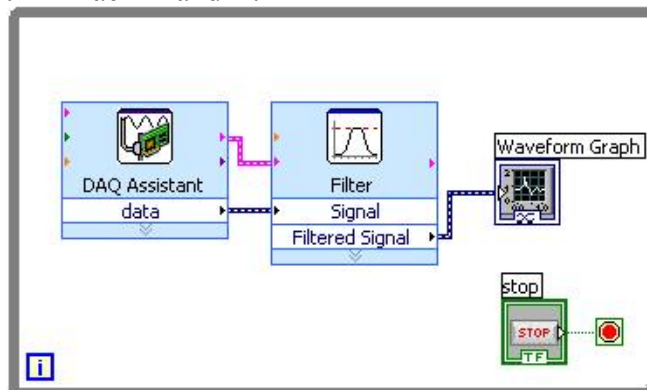 DAQ Assistant
data
Filter
Signal
Filtered Signal
Waveform Graph
stop
STOP
TF
i